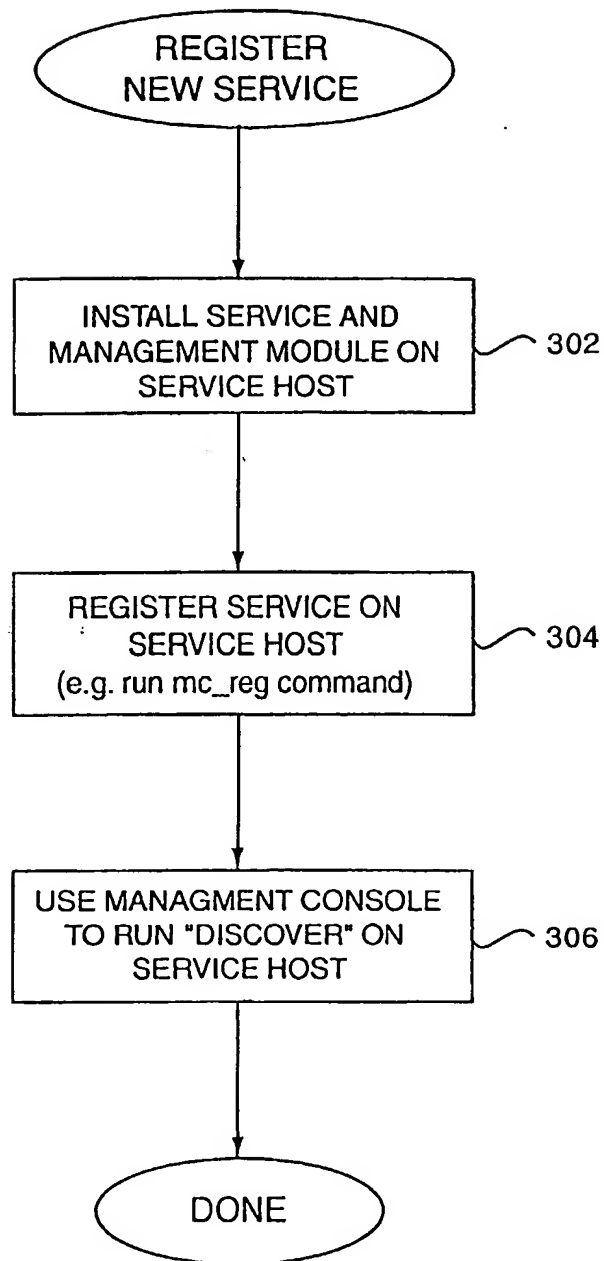 REGISTER
NEW SERVICE
INSTALL SERVICE AND
MANAGEMENT MODULE ON
SERVICE HOST
302
REGISTER SERVICE ON
SERVICE HOST
(e.g. run mc_reg command)
304
USE MANAGMENT CONSOLE
TO RUN "DISCOVER" ON
SERVICE HOST
306
DONE